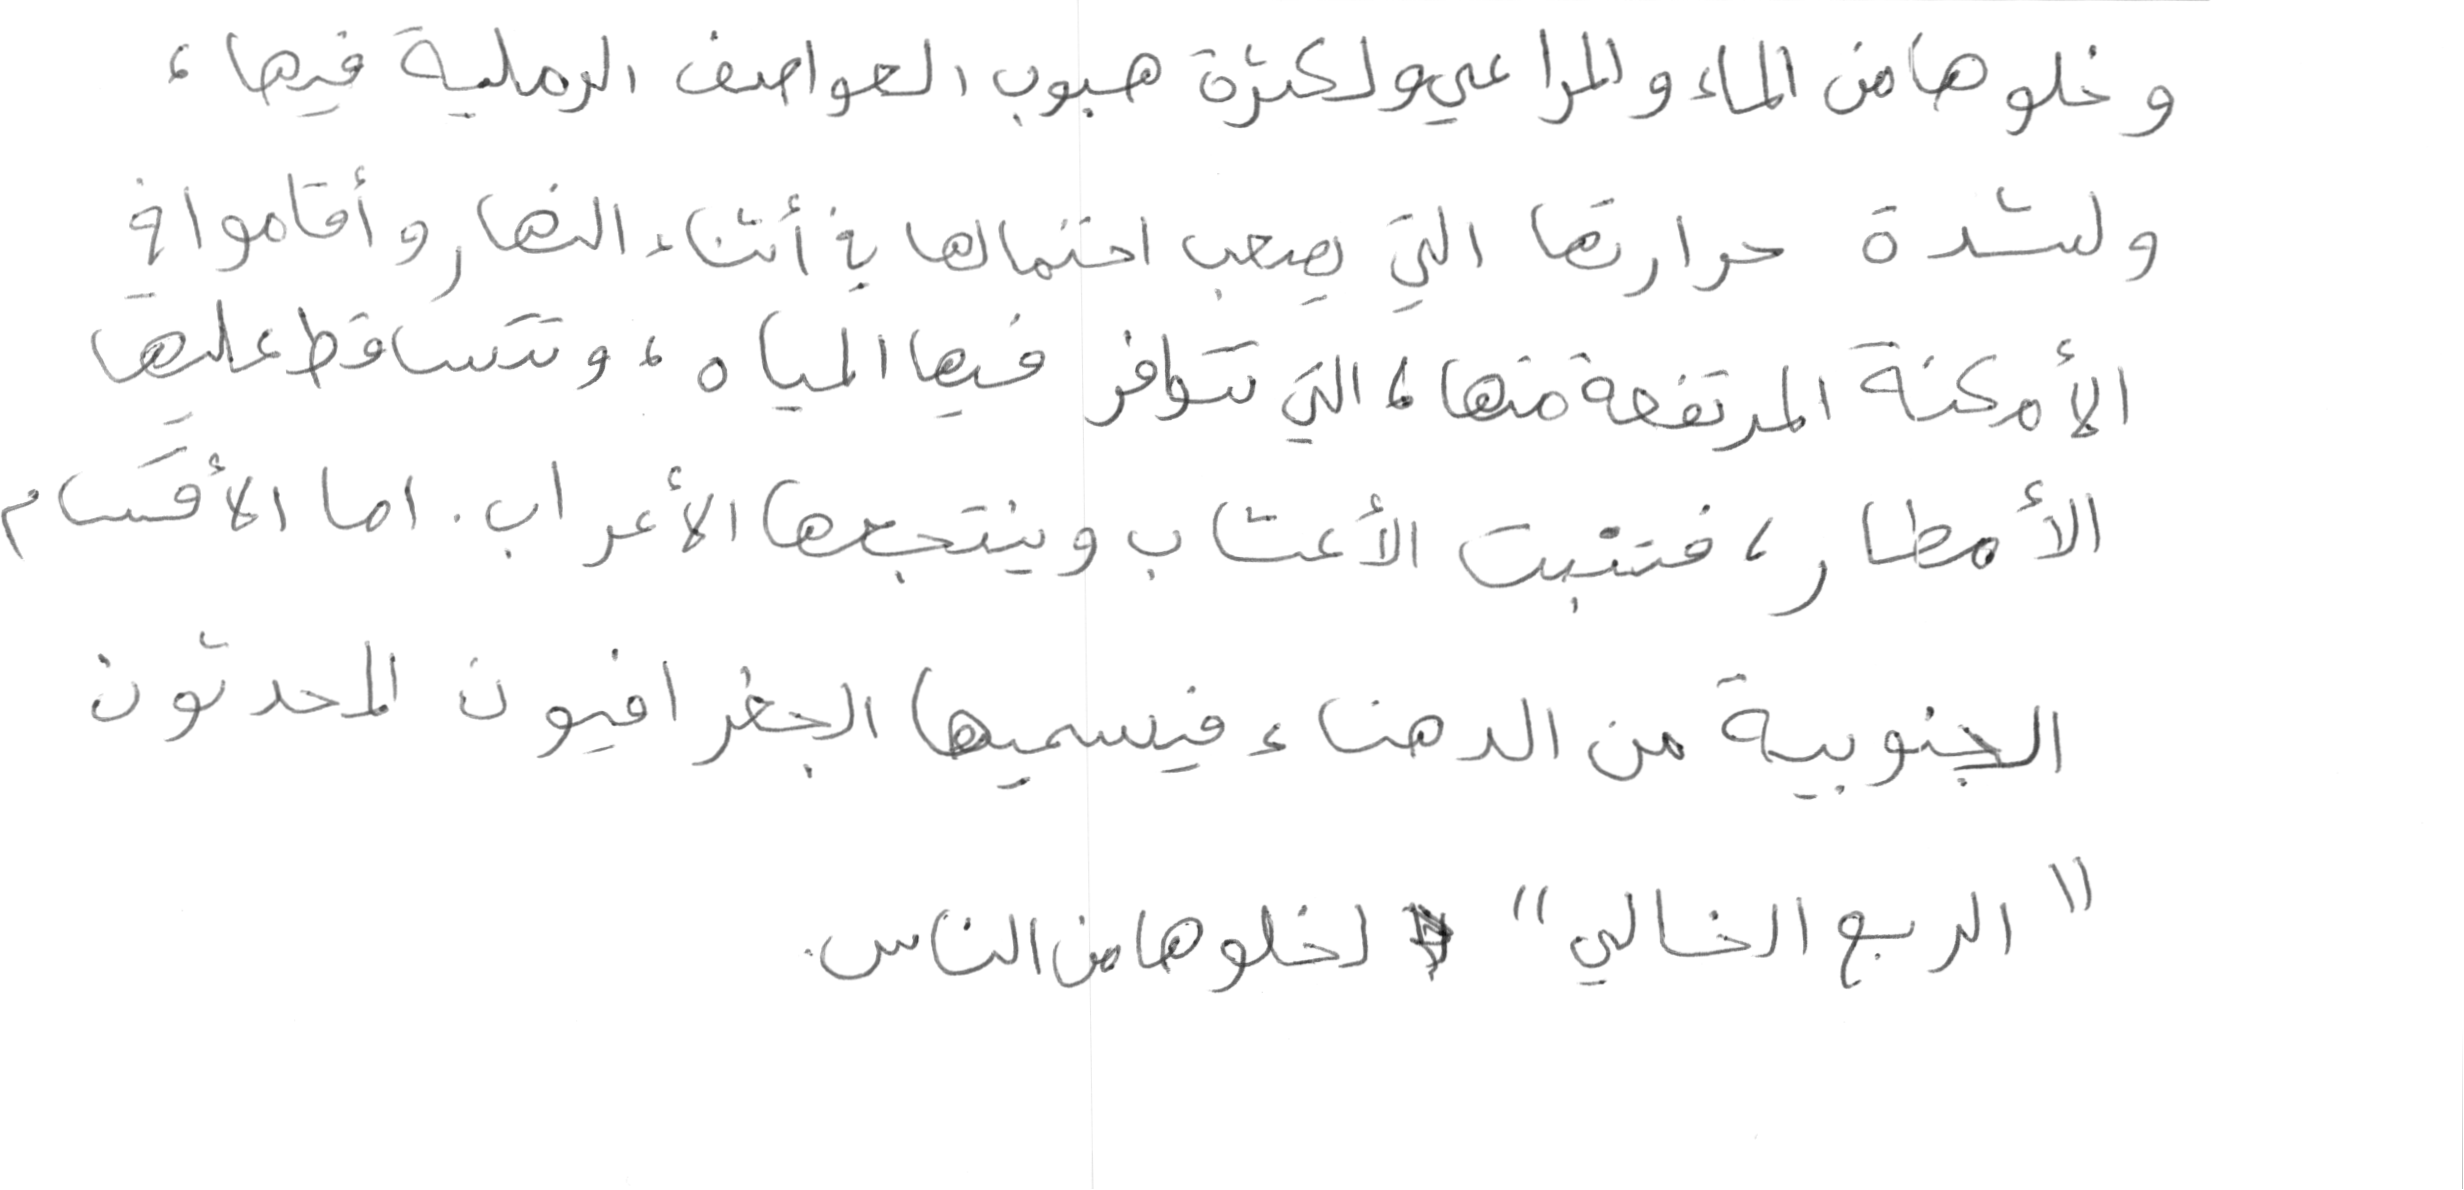 وخلوها من الماء والمراعي ولكثرة هبوب العواصف الرملية فيها،
ولشدة حرارتها التي يصعب احتمالها في أثناء النهار وأقاموا في
الأمكنة المرتفعة منها، التي تتوافر فيها المياه، وتتساقط عليها
الأمطار، فتنبت الأعشاب وينتجعها الأعراب. اما الأقسام
الجنوبية من الدهناء فيسميها الجغرافيون المحدثون
"الربع الخالي" لخلوها من الناس.